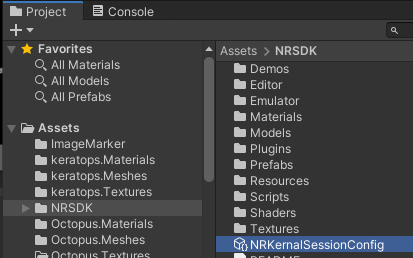 Project
Console
Favorites
All Materials
All Models
All Prefabs
Assets
ImageMarker
keratops.Materials
keratops.Meshes
keratops.Textures
NRSDK
Octopus.Materials
Octopus.Meshes
Octopus.Textures
Assets > NRSDK
Demos
Editor
Emulator
Materials
Models
Plugins
Prefabs
Resources
Scripts
Shaders
Textures
NRKernalSessionConfig
README